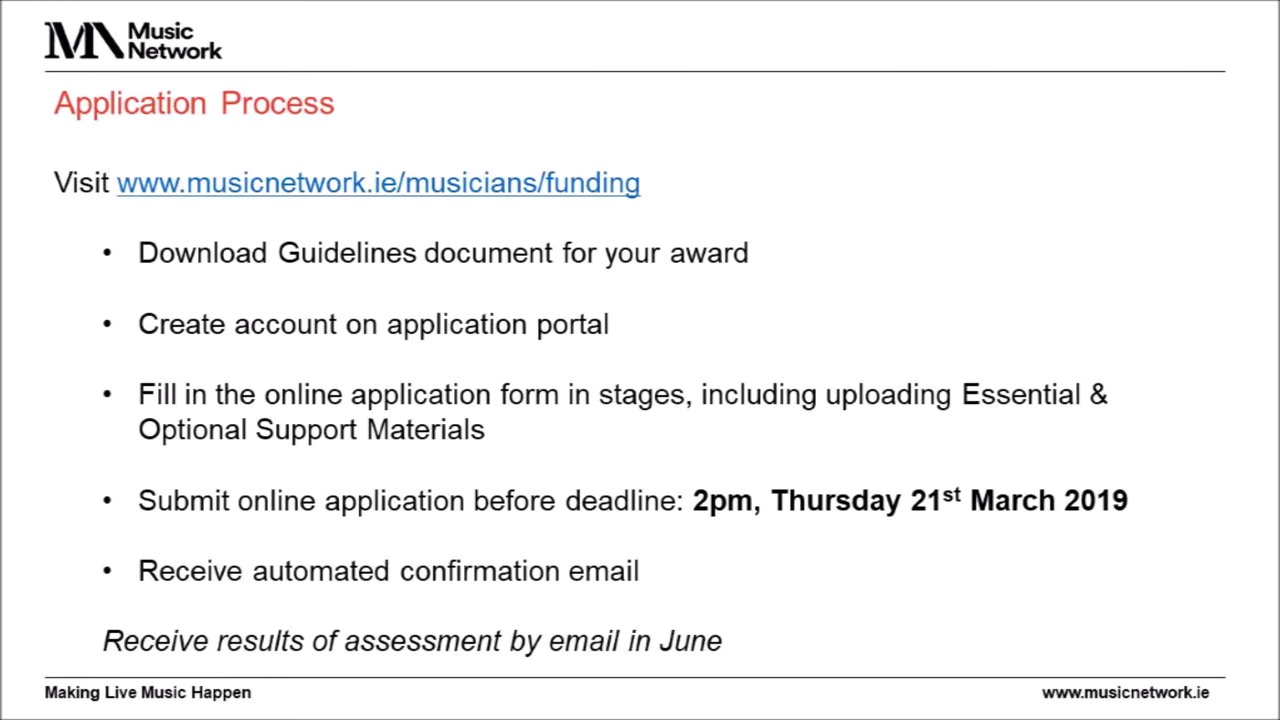 MN Music
Network
Application Process
Visit www.musicnetwork.ie/musicians/funding
• Download Guidelines document for your award
• Create account on application portal
• Fill in the online application form in stages, including uploading Essential &
Optional Support Materials
• Submit online application before deadline: 2pm, Thursday 21st March 2019
• Receive automated confirmation email
Receive results of assessment by email in June
Making Live Music Happen
www.musicnetwork.ie